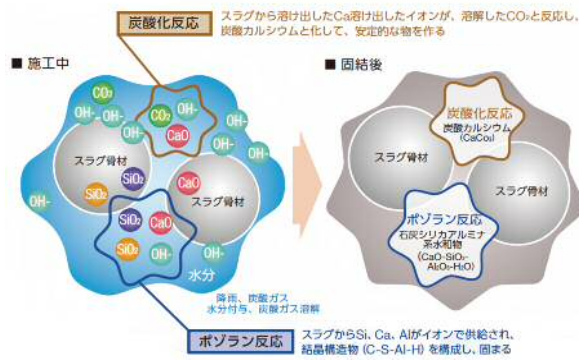 炭酸化反応
スラグから溶け出したCa溶け出したイオンが、溶解したCO₂と反応し、
炭酸カルシウムと化して、安定的な物を作る
■ 施工中
CO₂
OH-
OH-
OH-
OH-
CO₂
OH-
CaO
OH-
OH-
OH-
スラグ骨材
SiO₂
SiO₂
CaO
スラグ骨材
OH-
SiO₂
CaO
SiO₂
OH-
OH-
水分
降雨、炭酸ガス
水分付与、炭酸ガス溶解
■ 固結後
炭酸化反応
炭酸カルシウム
(CaCo₃)
スラグ骨材
スラグ骨材
ポゾラン反応
石灰シリカアルミナ
系水和物
(CaO-SiO₂-
Al₂O₃-H₂O)
ポゾラン反応
スラグからSi、Ca、Alがイオンで供給され、
結晶構造物 (C-S-Al-H) を構成し、固まる